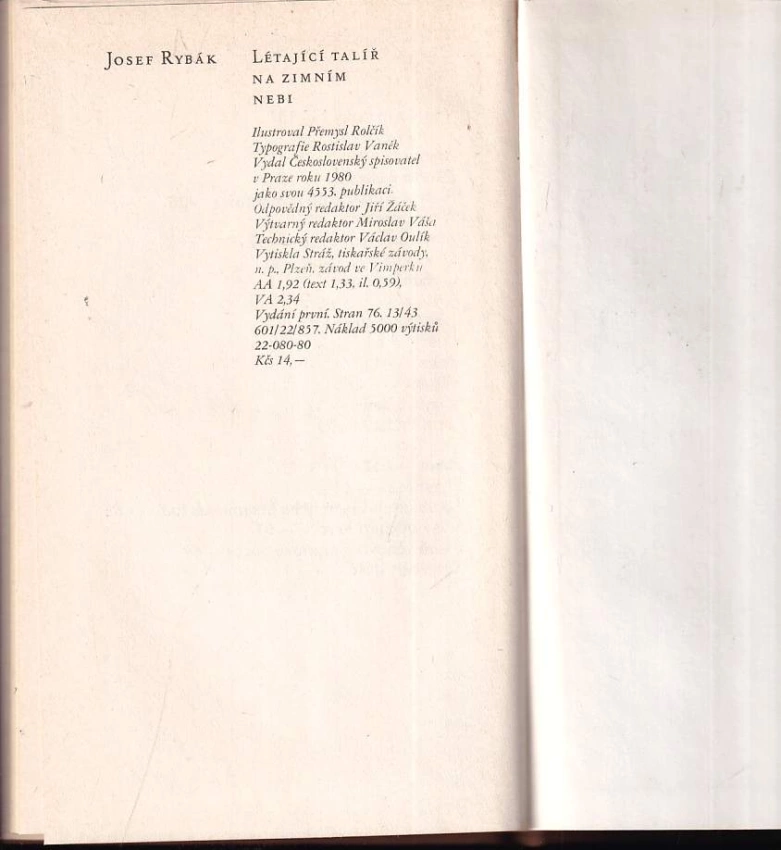 Josef Rybák
Létající talíř
na zimním
nebi
Ilustroval Přemysl Rolčík
Typografie Rostislav Vaněk
Vydal Československý spisovatel
v Praze roku 1980
jako svou 4553. publikaci.
Odpovědný redaktor Jiří Žáček
Výtvarný redaktor Miroslav Váša
Technický redaktor Václav Oulík
Vytiskla Stráž, tiskařské závody,
n. p., Plzeň, závod ve Vimperku
AA 1,92 (text 1,33, il. 0,59),
VA 2,34
Vydání první. Stran 76. 13/43
601/22/857. Náklad 5000 výtisků
22-080-80
Kčs 14,—